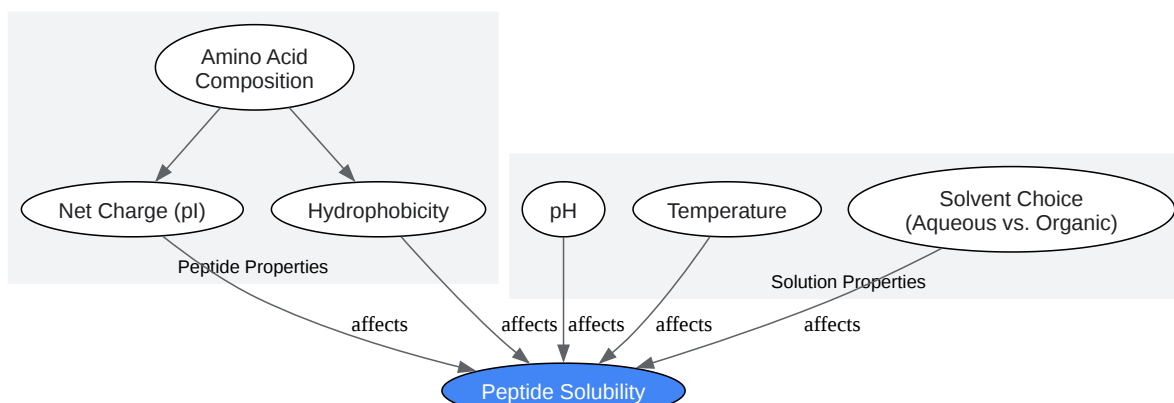 Amino Acid
Composition
Net Charge (pI)
Hydrophobicity
pH
Temperature
Solvent Choice
(Aqueous vs. Organic)
Peptide Properties
Solution Properties
affects
affects
affects
affects
affects
Peptide Solubility